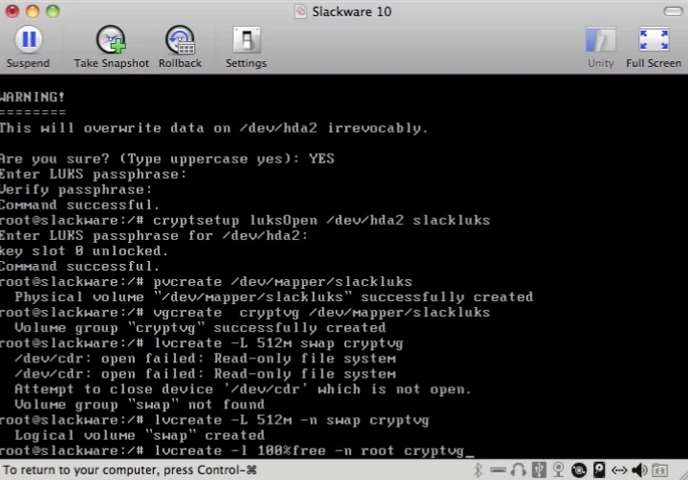 Slackware 10
Suspend
Take Snapshot
Rollback
Settings
Unity
Full Screen
WARNING!
========
This will overwrite data on /dev/hda2 irrevocably.
Are you sure? (Type uppercase yes): YES
Enter LUKS passphrase:
Verify passphrase:
Command successful.
root@slackware:/# cryptsetup luksOpen /dev/hda2 slackluks
Enter LUKS passphrase for /dev/hda2:
key slot 0 unlocked.
Command successful.
root@slackware:/# pvcreate /dev/mapper/slackluks
Physical volume "/dev/mapper/slackluks" successfully created
root@slackware:/# vgcreate  cryptvg /dev/mapper/slackluks
Volume group "cryptvg" successfully created
root@slackware:/# lvcreate -L 512m swap cryptvg
/dev/cdr: open failed: Read-only file system
/dev/cdr: open failed: Read-only file system
Attempt to close device '/dev/cdr' which is not open.
Volume group "swap" not found
root@slackware:/# lvcreate -L 512m -n swap cryptvg
Logical volume "swap" created
root@slackware:/# lvcreate -l 100%free -n root cryptvg_
To return to your computer, press Control-⌘